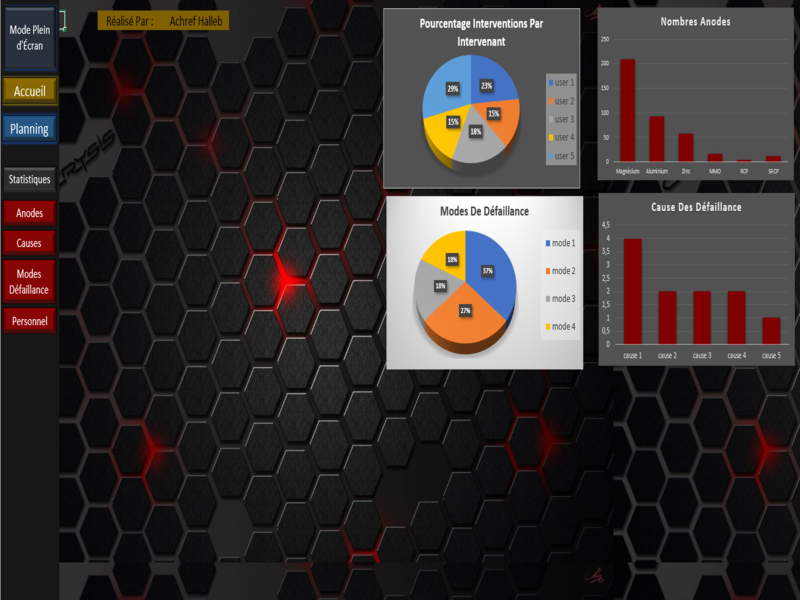 Mode Plein
d'Écran
Accueil
Planning
Statistiques
Anodes
Causes
Modes
Défaillance
Personnel
Réalisé Par : Achref Halleb
Pourcentage Interventions Par
Intervenant
29%
23%
15%
15%
18%
user 1
user 2
user 3
user 4
user 5
Nombres Anodes
250
200
150
100
50
0
Magnésium Aluminium Zinc MMO RCP SRCP
Modes De Défaillance
18%
37%
18%
27%
mode 1
mode 2
mode 3
mode 4
Cause Des Défaillance
4,5
4
3,5
3
2,5
2
1,5
1
0,5
0
cause 1 cause 2 cause 3 cause 4 cause 5